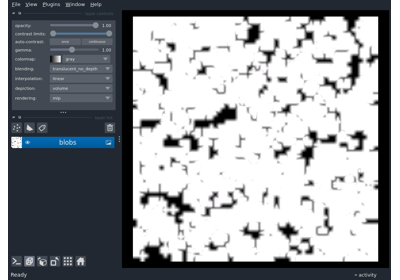 File View Plugins Window Help
opacity: 1.00
contrast limits:
auto-contrast: once continuous
gamma: 1.00
colormap: gray
blending: translucent_no_depth
interpolation: linear
depiction: volume
rendering: mip
blobs
Ready
activity